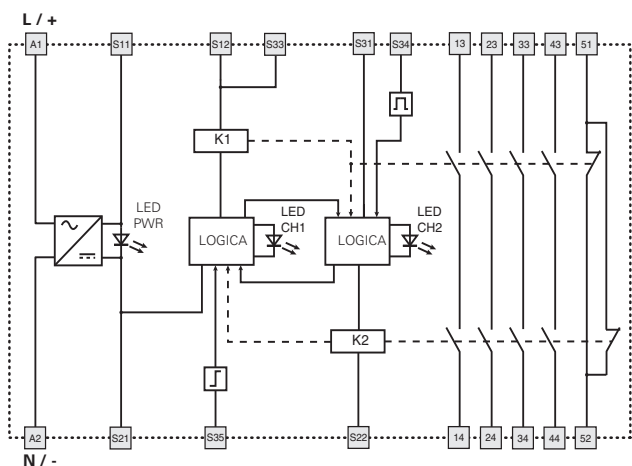 L / +
A1 S11 S12 S33 S31 S34 13 23 33 43 51
K1
LED
PWR
LOGICA
LED
CH1
LOGICA
LED
CH2
K2
A2 S21 S35 S22 14 24 34 44 52
N / -